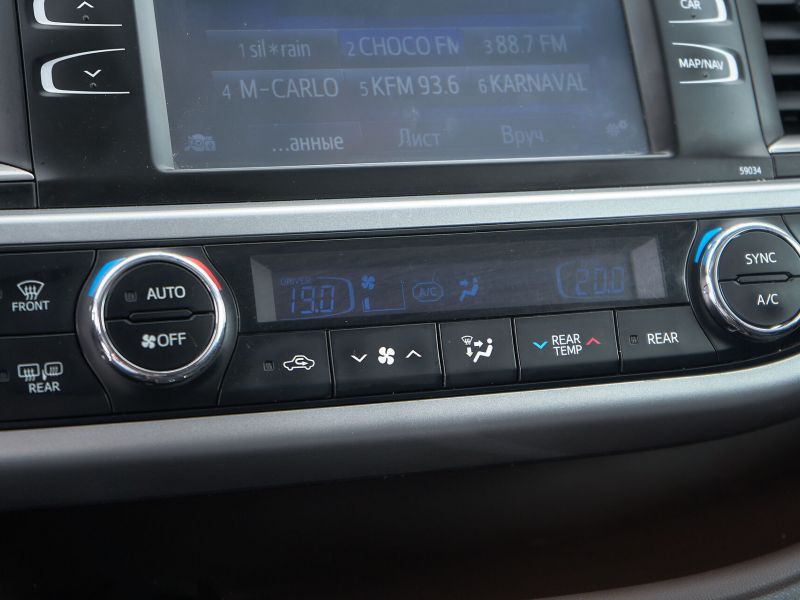 CAR
1 sil*rain 2 CHOCO FM 3 88.7 FM
4 M-CARLO 5 KFM 93.6 6 KARNAVAL
MAP/NAV
...анные Лист Вруч.
59034
SYNC
A/C
FRONT
AUTO
OFF
DRIVER
19.0 A/C 20.0
REAR
REAR TEMP
REAR